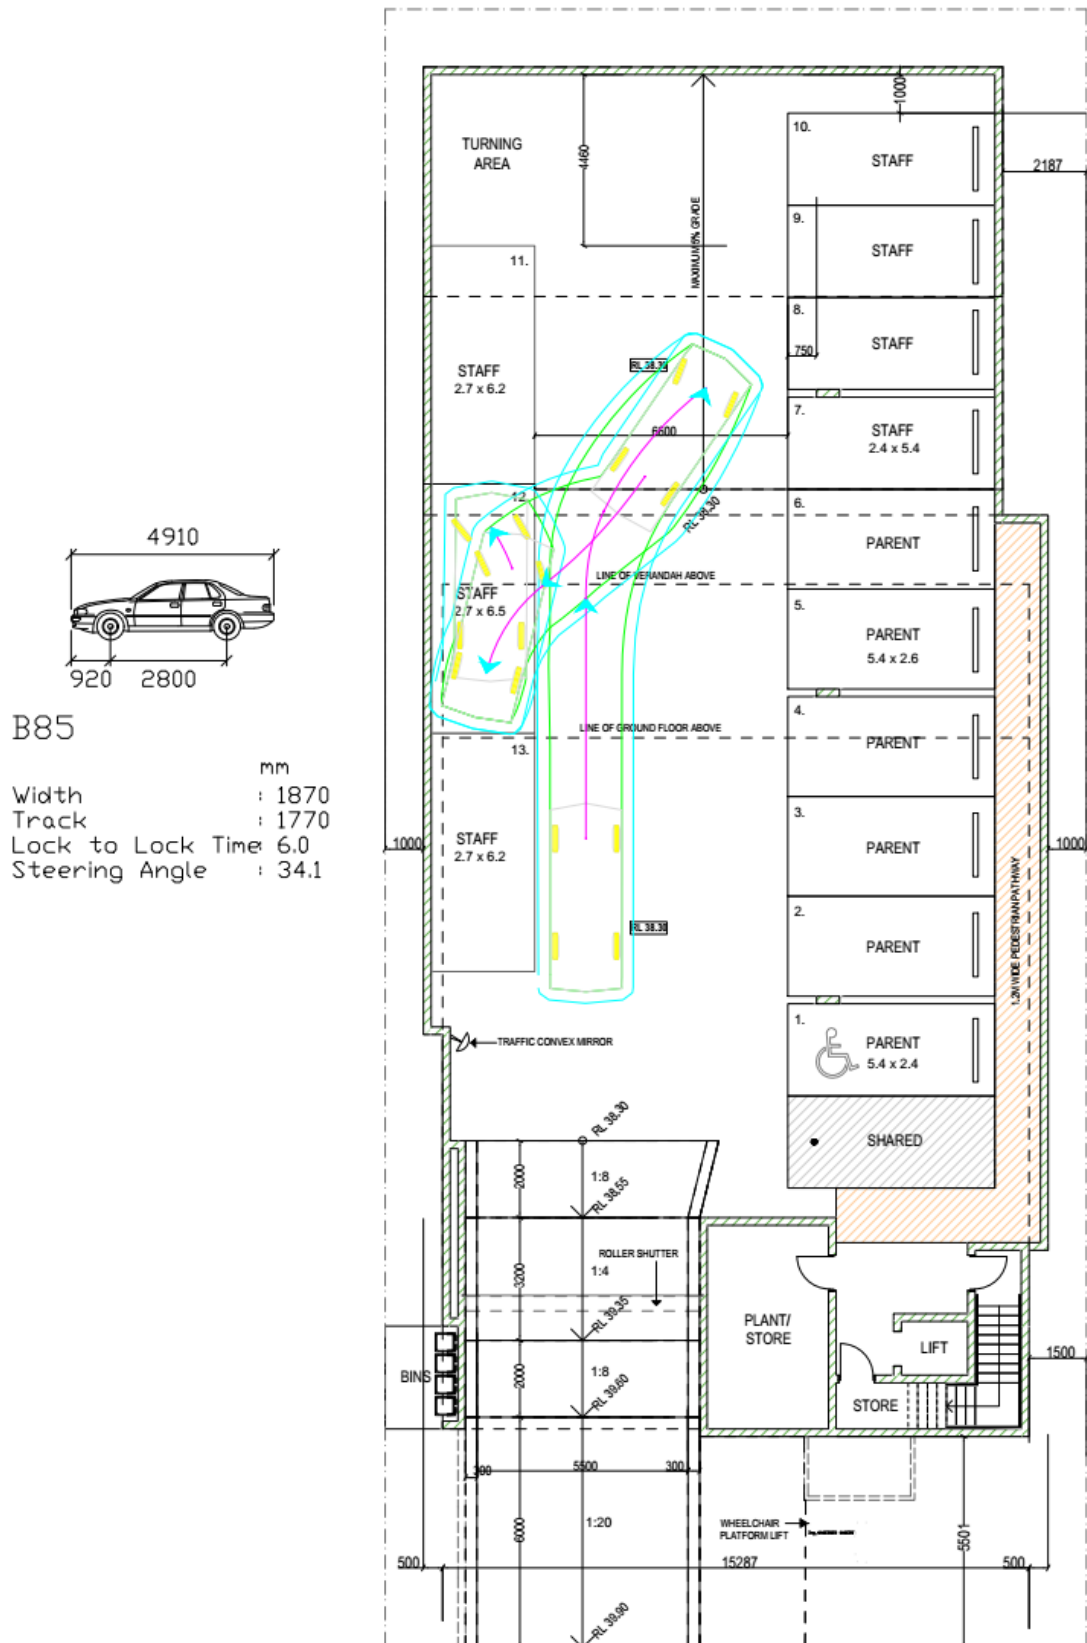 TURNING
AREA
4460
MAXIMUM 5% GRADE
1000
10.
STAFF
2187
9.
STAFF
11.
8.
STAFF
750
STAFF
2.7 x 6.2
RL 38.30
7.
STAFF
2.4 x 5.4
6600
12.
RL 38.30
6.
PARENT
LINE OF VERANDAH ABOVE
STAFF
2.7 x 6.5
5.
PARENT
5.4 x 2.6
4910
920
2800
B85
mm
Width : 1870
Track : 1770
Lock to Lock Time : 6.0
Steering Angle : 34.1
LINE OF GROUND FLOOR ABOVE
4.
PARENT
13.
STAFF
2.7 x 6.2
3.
PARENT
1000
1000
1.2M WIDE PEDESTRIAN PATHWAY
RL 38.30
2.
PARENT
TRAFFIC CONVEX MIRROR
1.
PARENT
5.4 x 2.4
SHARED
RL 38.30
2000
1:8
RL 38.55
3200
ROLLER SHUTTER
1:4
RL 39.35
PLANT/
STORE
LIFT
1500
BINS
2000
1:8
RL 39.60
STORE
300
5500
300
6000
1:20
WHEELCHAIR
PLATFORM LIFT
5501
500
15287
500
RL 39.90